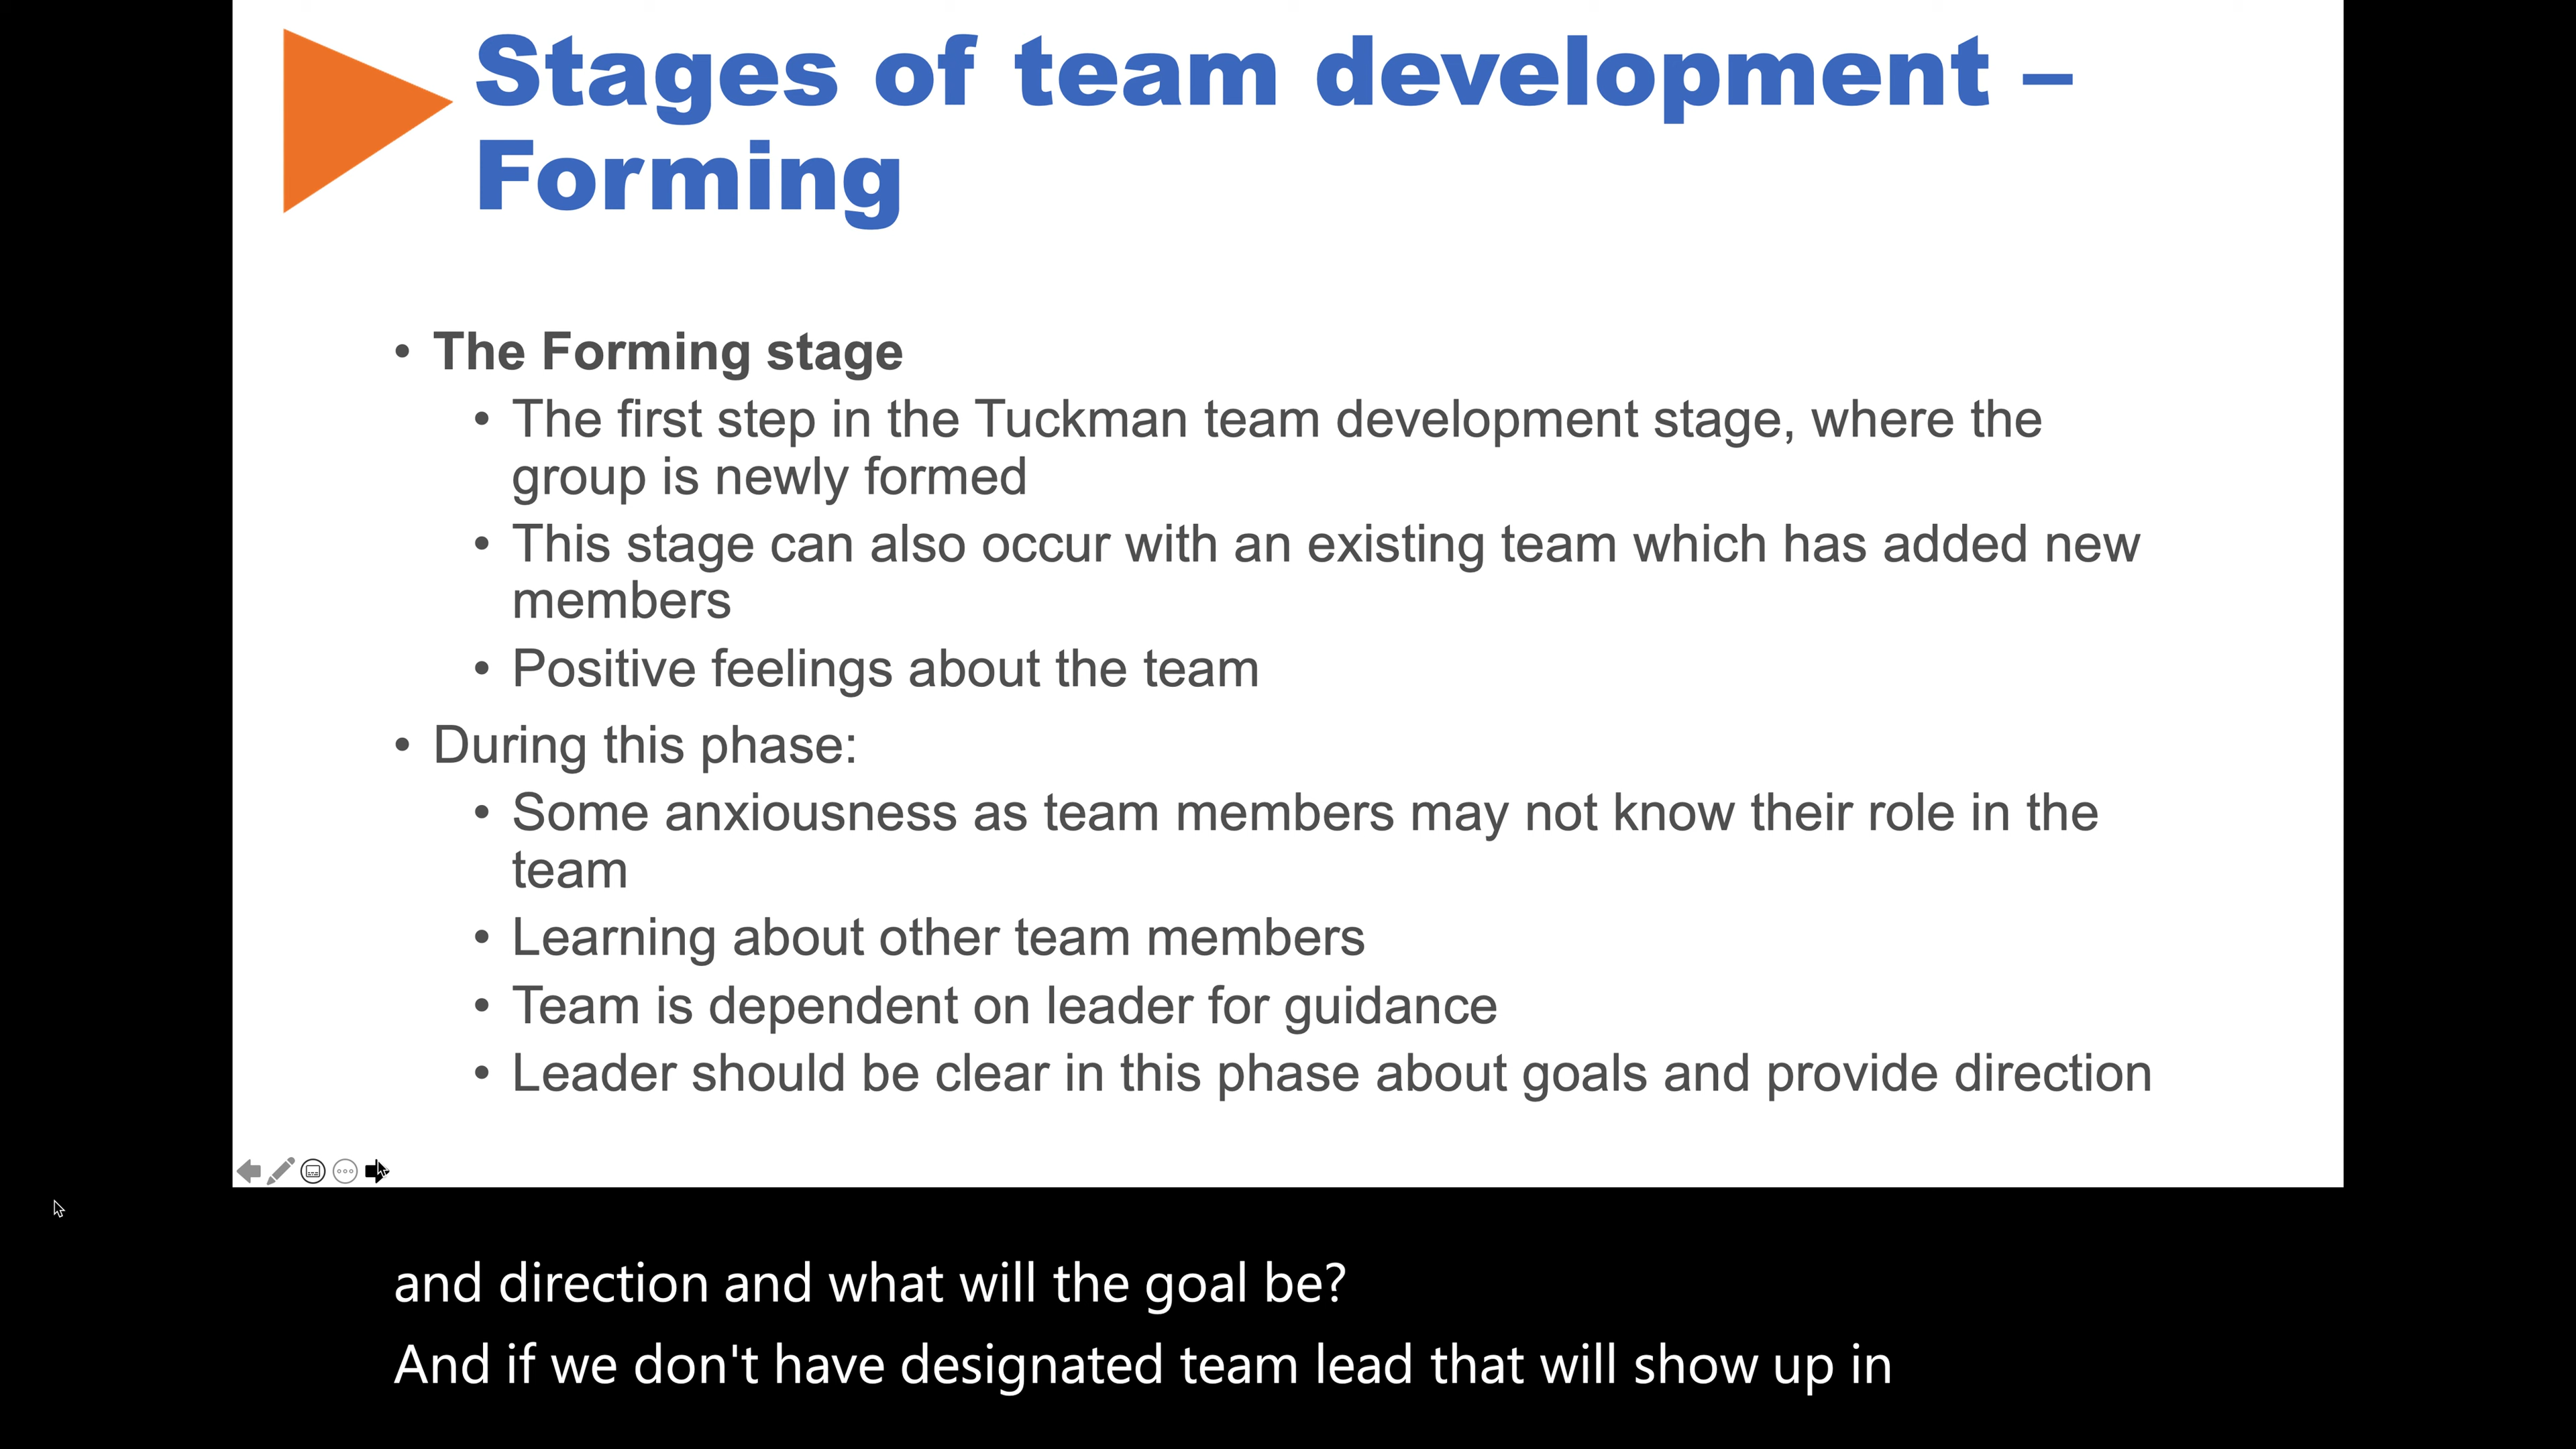 Stages of team development –
Forming
• The Forming stage
• The first step in the Tuckman team development stage, where the
group is newly formed
• This stage can also occur with an existing team which has added new
members
• Positive feelings about the team
• During this phase:
• Some anxiousness as team members may not know their role in the
team
• Learning about other team members
• Team is dependent on leader for guidance
• Leader should be clear in this phase about goals and provide direction
and direction and what will the goal be?
And if we don't have designated team lead that will show up in